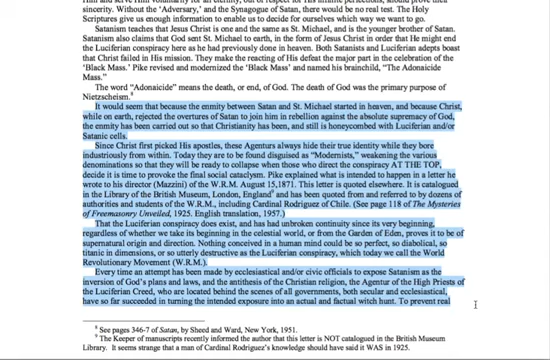 Him and serve Him voluntarily for all eternity, out of respect for His infinite perfections, should prove their
sincerity. Without the ‘Adversary,’ and the Synagogue of Satan, there would be no real test. The Holy
Scriptures give us enough information to enable us to decide for ourselves which way we want to go.
Satanism teaches that Jesus Christ is one and the same as St. Michael, and is the younger brother of Satan.
Satanism also claims that God sent St. Michael to earth, in the form of Jesus Christ in order that He might end
the Luciferian conspiracy here as he had previously done in heaven. Both Satanists and Luciferian adepts boast
that Christ failed in His mission. They make the reacting of His defeat the major part in the celebration of the
‘Black Mass.’ Pike revised and modernized the ‘Black Mass’ and named his brainchild, “The Adonaicide
Mass.”
The word “Adonaicide” means the death, or end, of God. The death of God was the primary purpose of
Nietzscheism.⁸
It would seem that because the enmity between Satan and St. Michael started in heaven, and because Christ,
while on earth, rejected the overtures of Satan to join him in rebellion against the absolute supremacy of God,
the enmity has been carried out so that Christianity has been, and still is honeycombed with Luciferian and/or
Satanic cells.
Since Christ first picked His apostles, these Agenturs always hide their true identity while they bore
industriously from within. Today they are to be found disguised as “Modernists,” weakening the various
denominations so that they will be ready to collapse when those who direct the conspiracy AT THE TOP,
decide it is time to provoke the final social cataclysm. Pike explained what is intended to happen in a letter he
wrote to his director (Mazzini) of the W.R.M. August 15,1871. This letter is quoted elsewhere. It is catalogued
in the Library of the British Museum, London, England⁹ and has been quoted from and referred to by dozens of
authorities and students of the W.R.M., including Cardinal Rodriguez of Chile. (See page 118 of The Mysteries
of Freemasonry Unveiled, 1925. English translation, 1957.)
That the Luciferian conspiracy does exist, and has had unbroken continuity since its very beginning,
regardless of whether we take its beginning in the celestial world, or from the Garden of Eden, proves it to be of
supernatural origin and direction. Nothing conceived in a human mind could be so perfect, so diabolical, so
titanic in dimensions, or so utterly destructive as the Luciferian conspiracy, which today we call the World
Revolutionary Movement (W.R.M.).
Every time an attempt has been made by ecclesiastical and/or civic officials to expose Satanism as the
inversion of God's plans and laws, and the antithesis of the Christian religion, the Agentur of the High Priests of
the Luciferian Creed, who are located behind the scenes of all governments, both secular and ecclesiastical,
have so far succeeded in turning the intended exposure into an actual and factual witch hunt. To prevent real
⁸ See pages 346-7 of Satan, by Sheed and Ward, New York, 1951.
⁹ The Keeper of manuscripts recently informed the author that this letter is NOT catalogued in the British Museum
Library. It seems strange that a man of Cardinal Rodriguez's knowledge should have said it WAS in 1925.